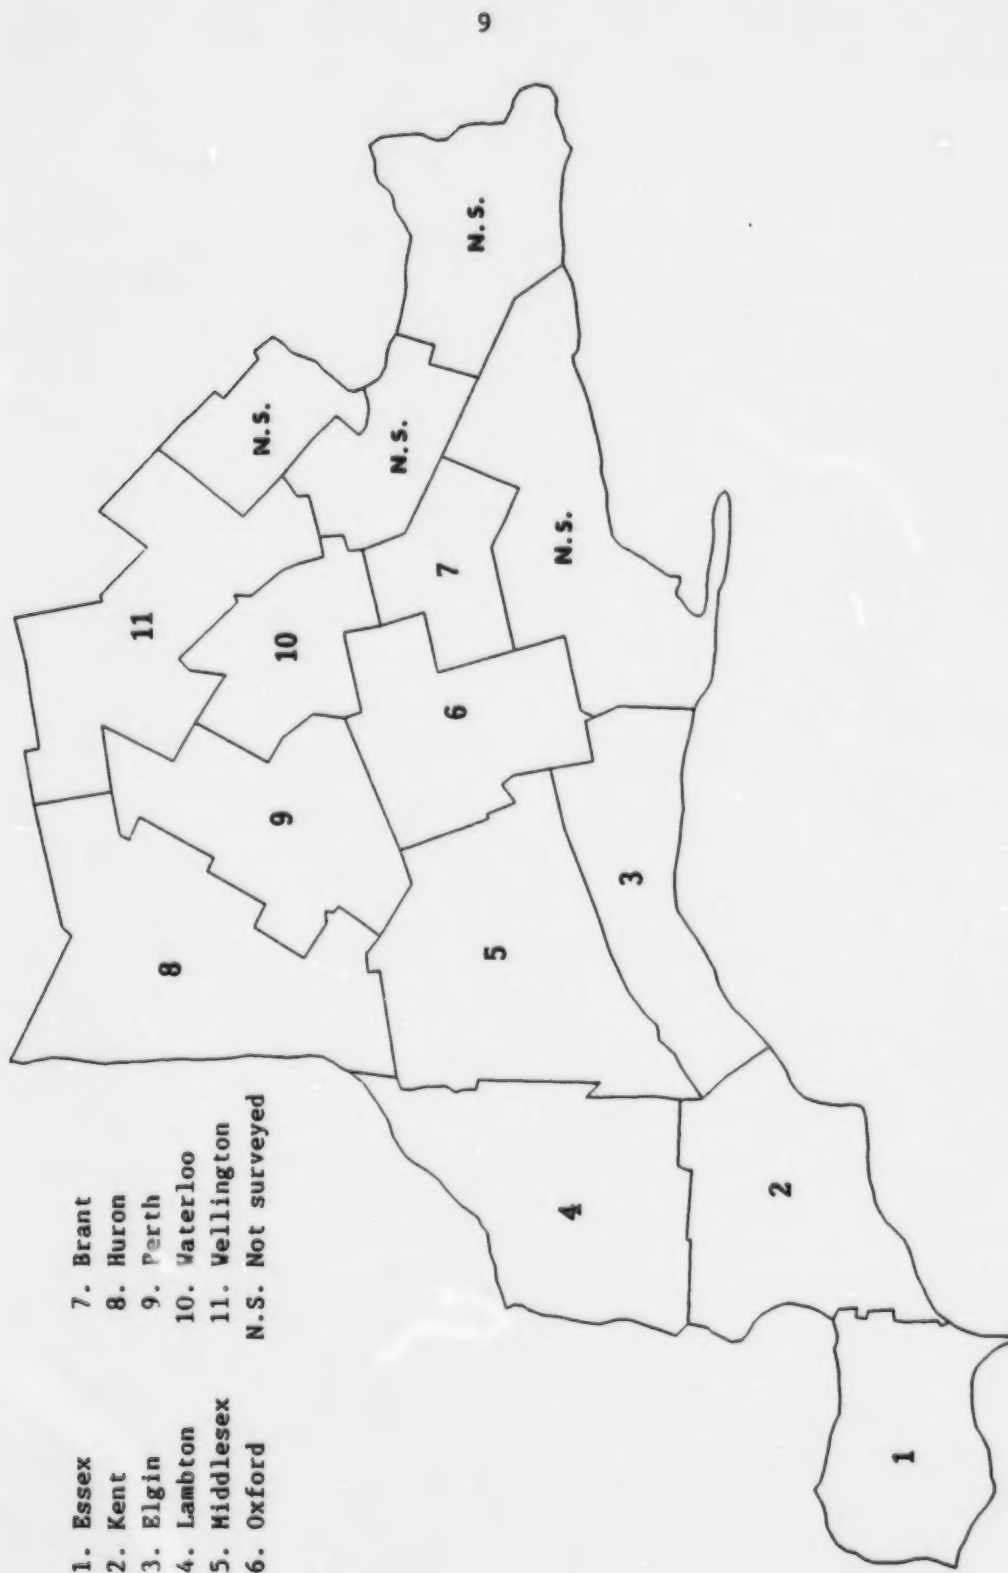 9
1. Essex
2. Kent
3. Elgin
4. Lambton
5. Middlesex
6. Oxford
7. Brant
8. Huron
9. Perth
10. Waterloo
11. Wellington
N.S. Not surveyed
11
8
N.S.
10
9
N.S.
N.S.
7
6
5
N.S.
3
4
2
1